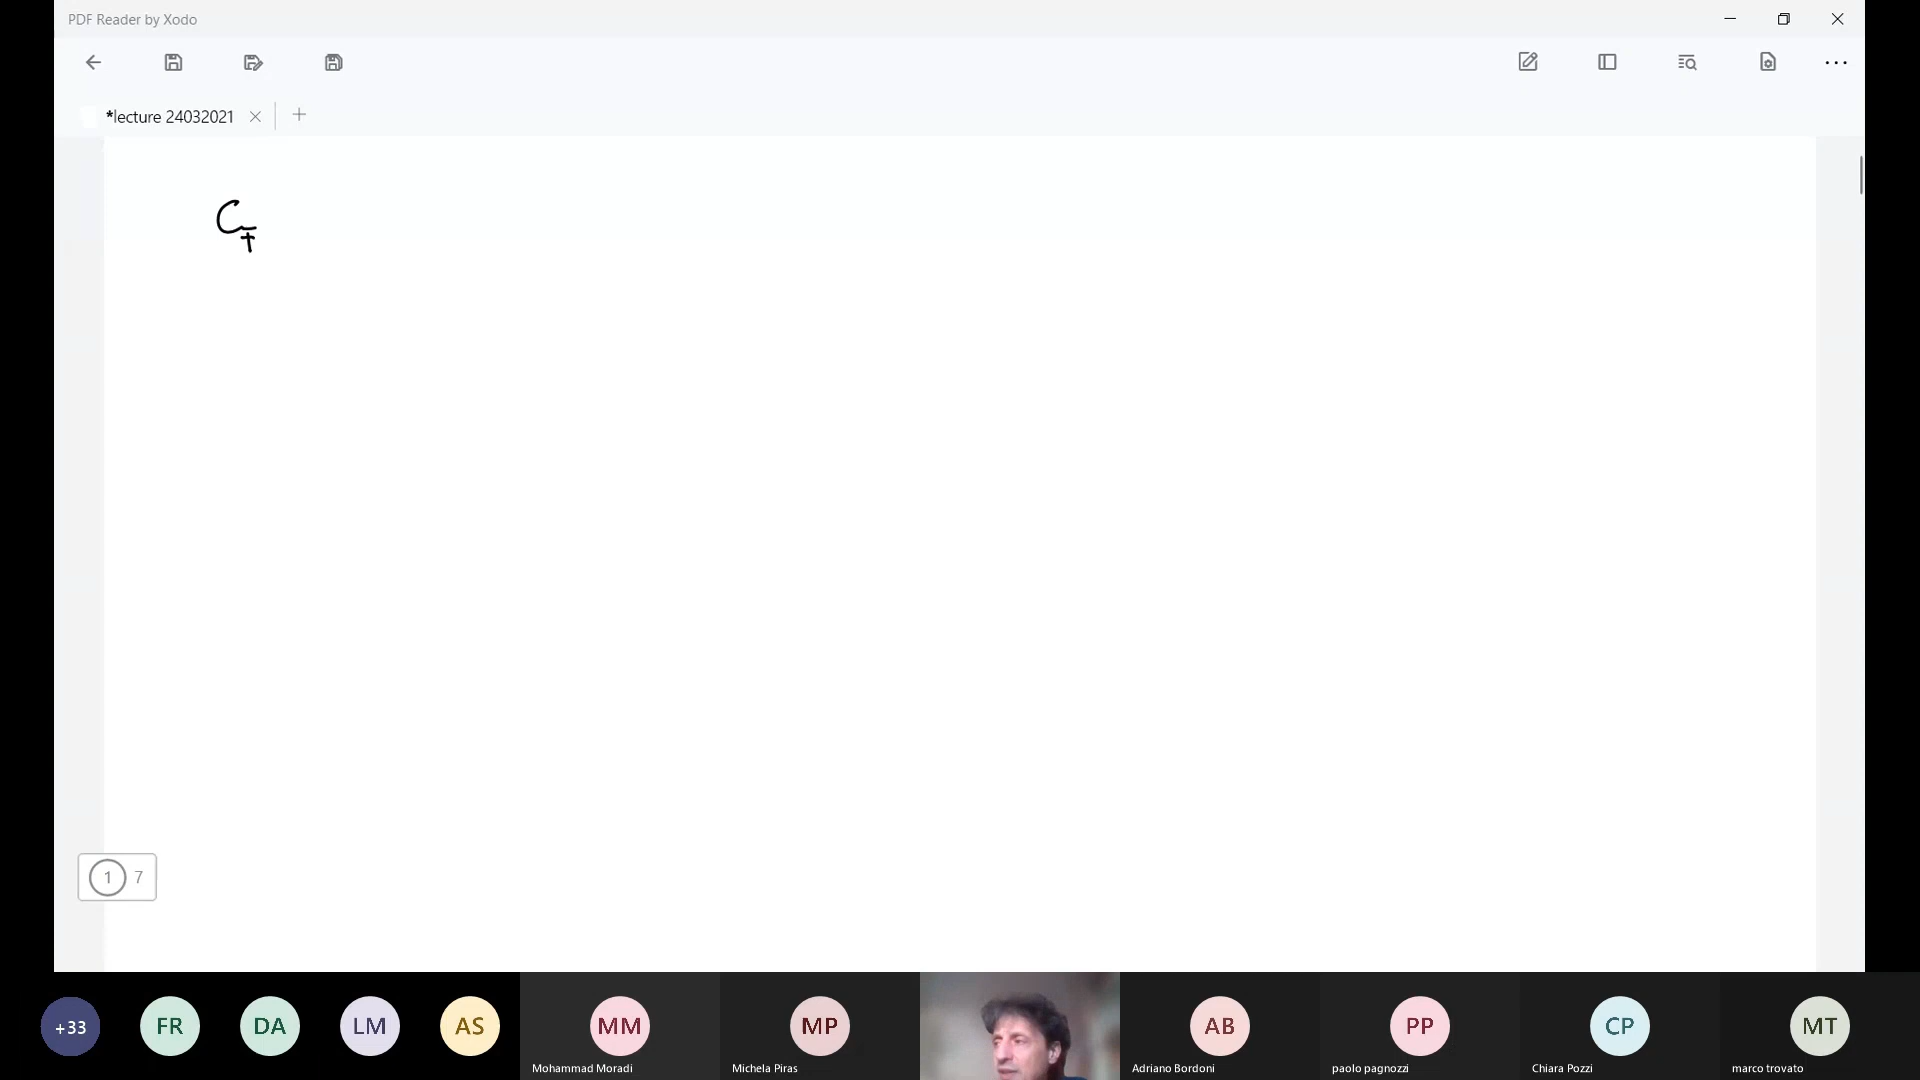 PDF Reader by Xodo
*lecture 24032021
C
1 7
+33 FR DA LM AS MM MP AB PP CP MT
Mohammad Moradi Michela Piras Adriano Bordoni paolo pagnozzi Chiara Pozzi marco trovato